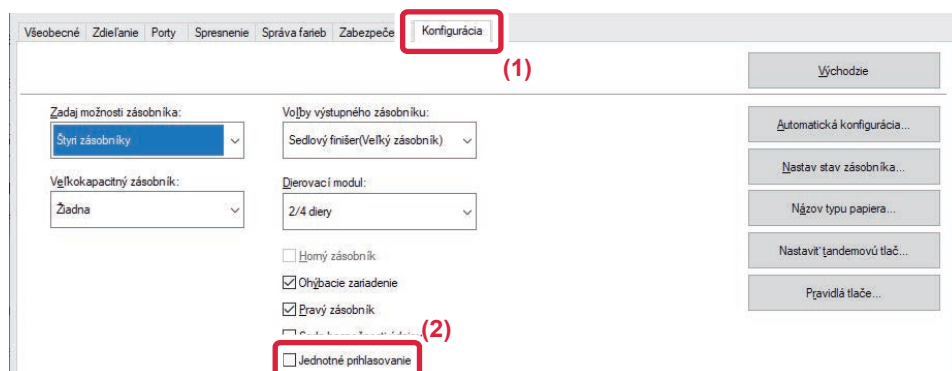 Všeobecné Zdieľanie Porty Spresnenie Správa farieb Zabezpeče Konfigurácia
(1)
Východzie
Zadaj možnosti zásobníka: Voľby výstupného zásobníku:
Štyri zásobníky Sedlový finišer(Veľký zásobník) Automatická konfigurácia...
Nastav stav zásobníka...
Veľkokapacitný zásobník: Dierovací modul:
Žiadna 2/4 diery Názov typu papiera...
Horný zásobník Nastaviť tandemovú tlač...
Ohýbacie zariadenie
Pravidlá tlače...
Pravý zásobník
(2)
Jednotné prihlasovanie